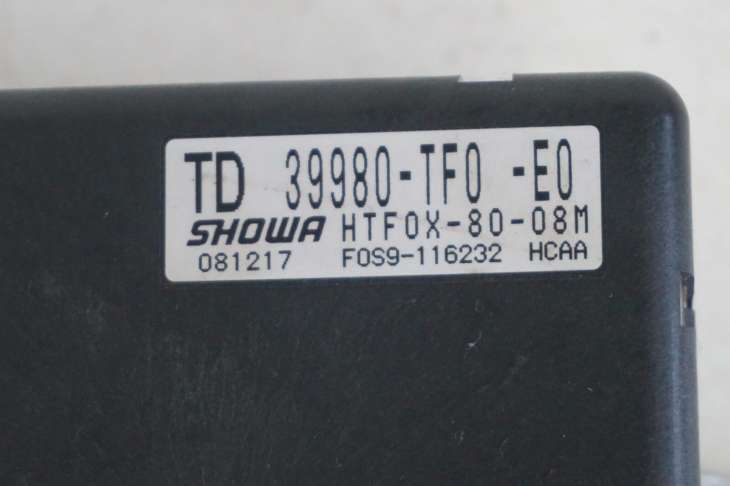 TD 39980-TF0 -E0
SHOWA HTF0X-80-08M
081217 F0S9-116232 HCAA